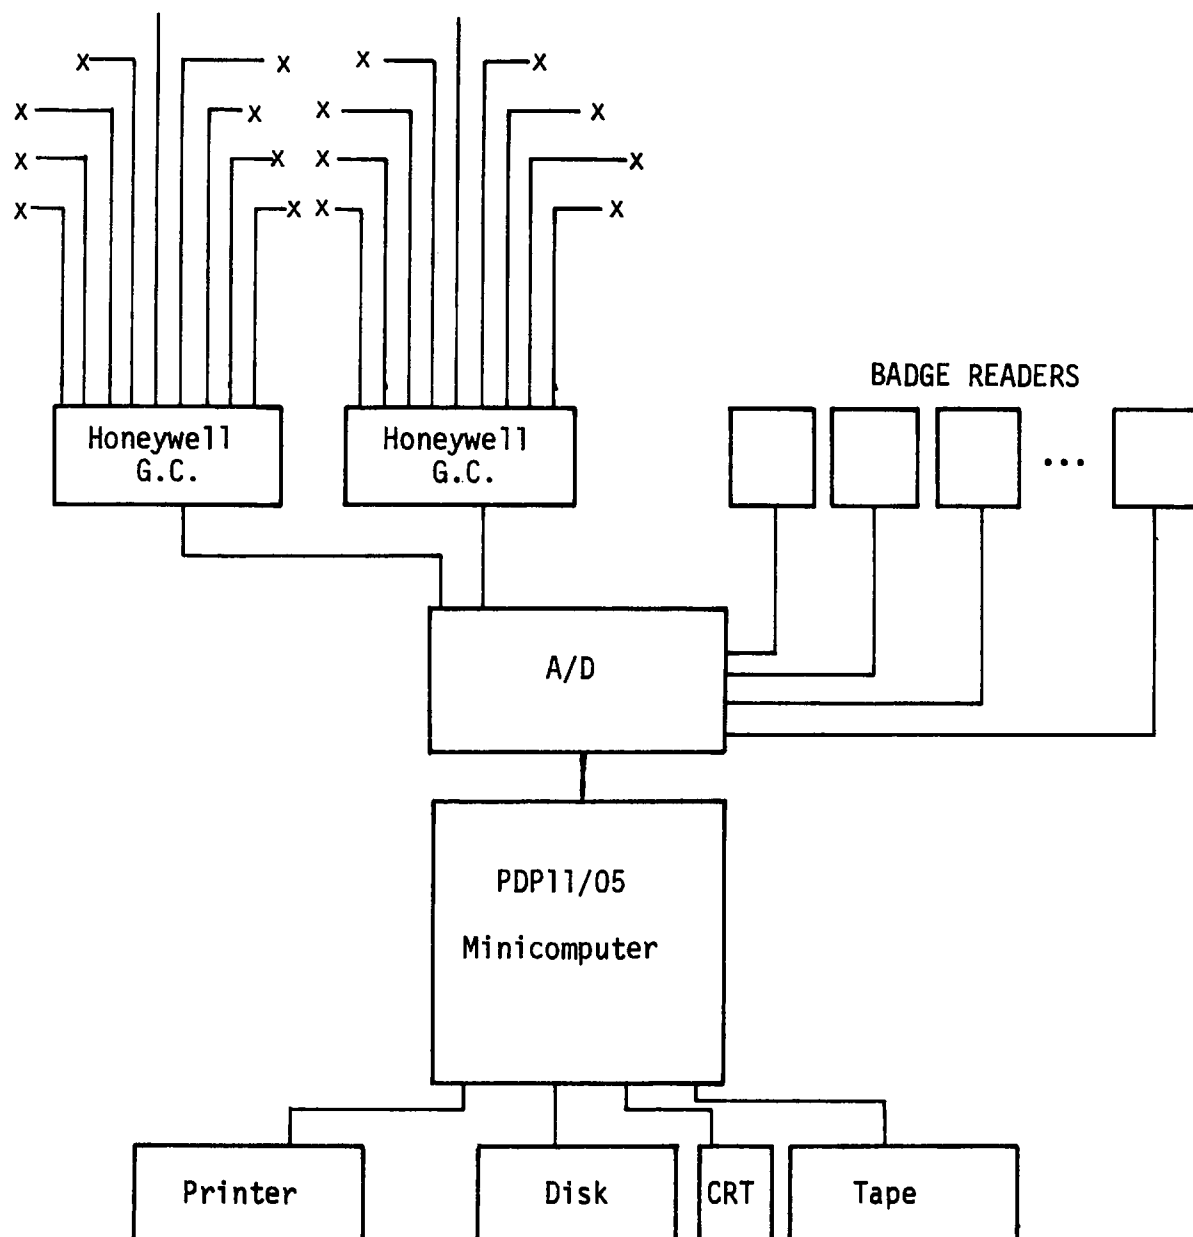 X X X X
X X X X
X X X X
X X X X
BADGE READERS
Honeywell
G.C.
Honeywell
G.C.
...
A/D
PDP11/05
Minicomputer
Printer
Disk
CRT
Tape